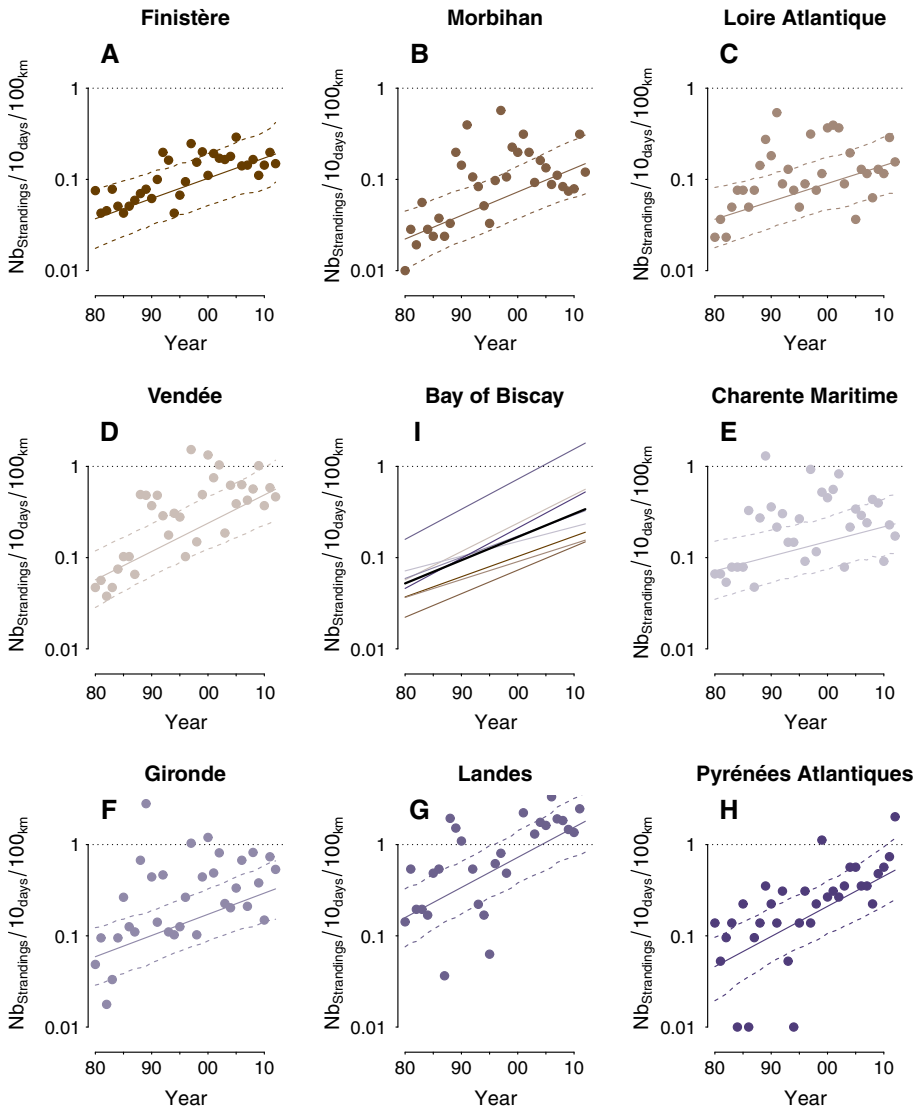 Finistère
A
Nb_Strandings/10_days/100_km
1
0.1
0.01
80 90 00 10
Year
Morbihan
B
Nb_Strandings/10_days/100_km
1
0.1
0.01
80 90 00 10
Year
Loire Atlantique
C
Nb_Strandings/10_days/100_km
1
0.1
0.01
80 90 00 10
Year
Vendée
D
Nb_Strandings/10_days/100_km
1
0.1
0.01
80 90 00 10
Year
Bay of Biscay
I
Nb_Strandings/10_days/100_km
1
0.1
0.01
80 90 00 10
Year
Charente Maritime
E
Nb_Strandings/10_days/100_km
1
0.1
0.01
80 90 00 10
Year
Gironde
F
Nb_Strandings/10_days/100_km
1
0.1
0.01
80 90 00 10
Year
Landes
G
Nb_Strandings/10_days/100_km
1
0.1
0.01
80 90 00 10
Year
Pyrénées Atlantiques
H
Nb_Strandings/10_days/100_km
1
0.1
0.01
80 90 00 10
Year